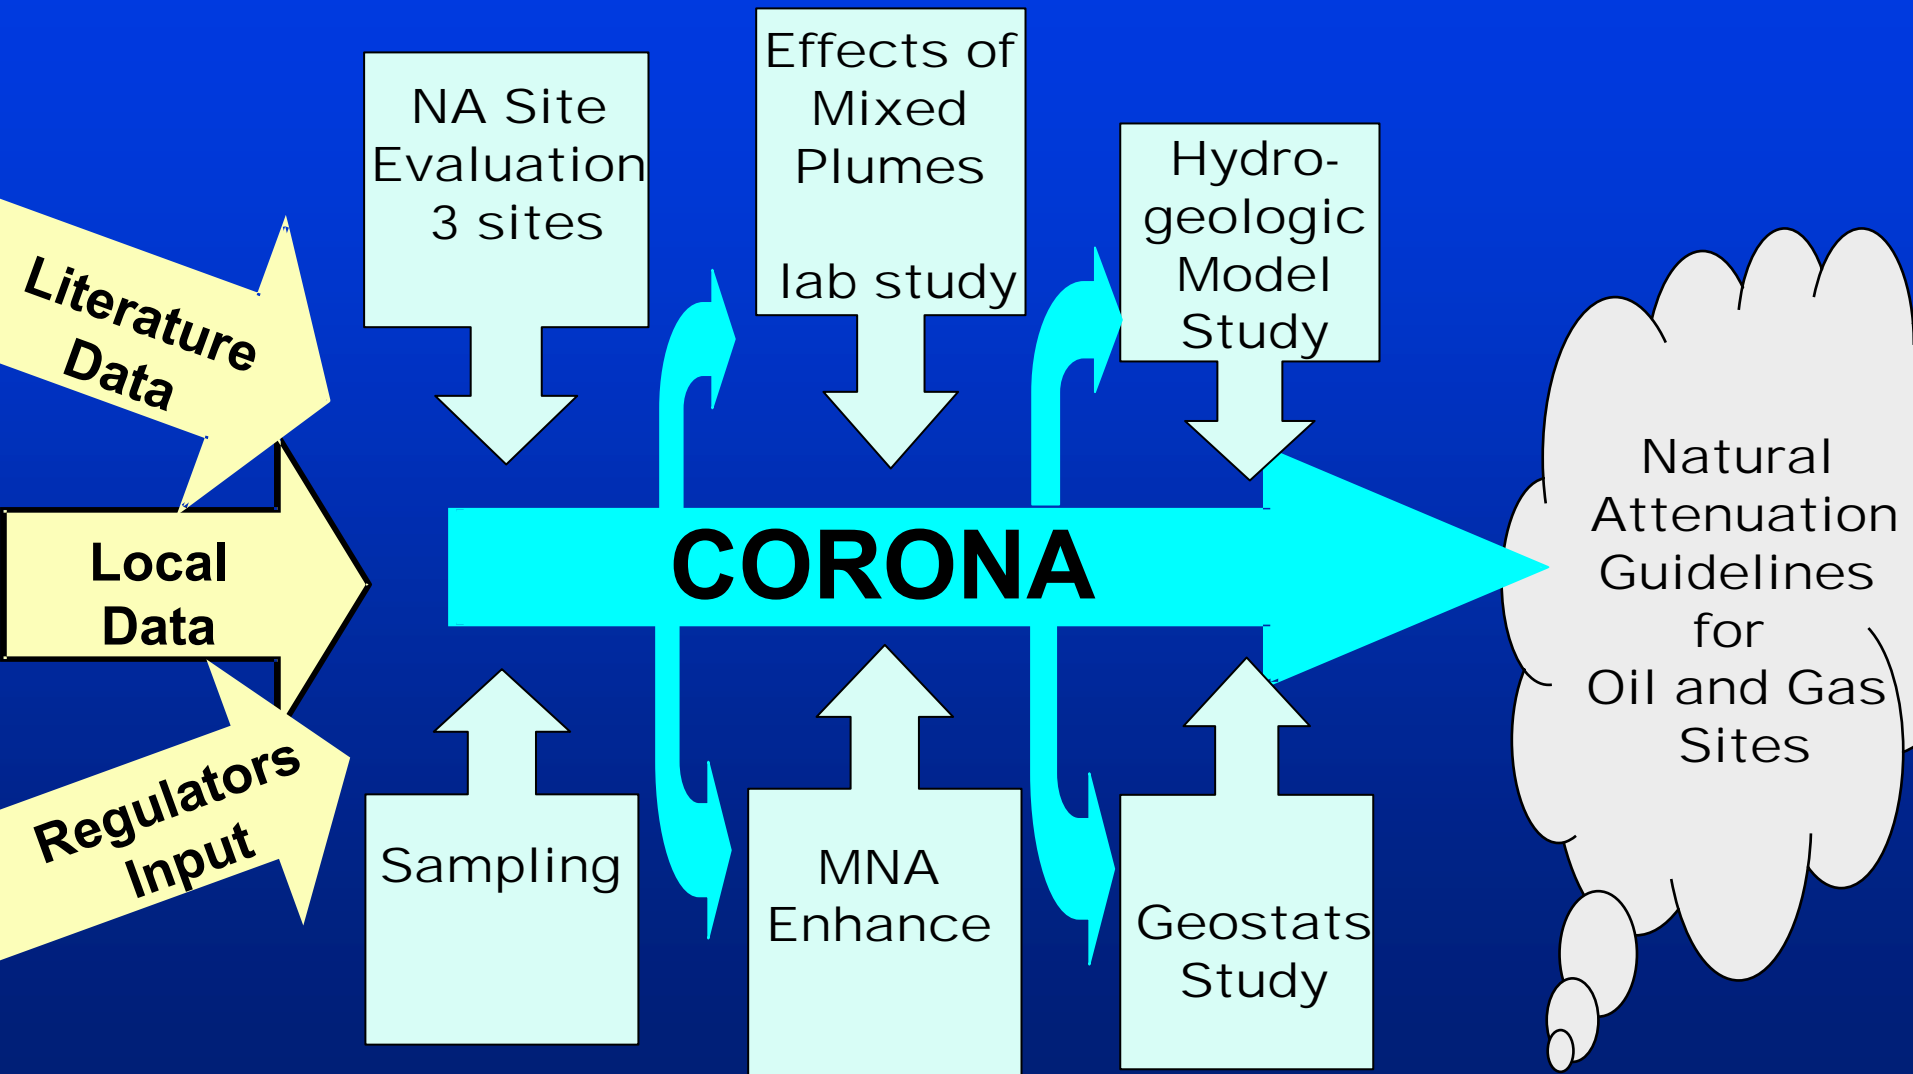 Literature
Data
Local
Data
Regulators
Input
NA Site
Evaluation
3 sites
Effects of
Mixed
Plumes
lab study
Hydro-
geologic
Model
Study
CORONA
Sampling
MNA
Enhance
Geostats
Study
Natural
Attenuation
Guidelines
for
Oil and Gas
Sites